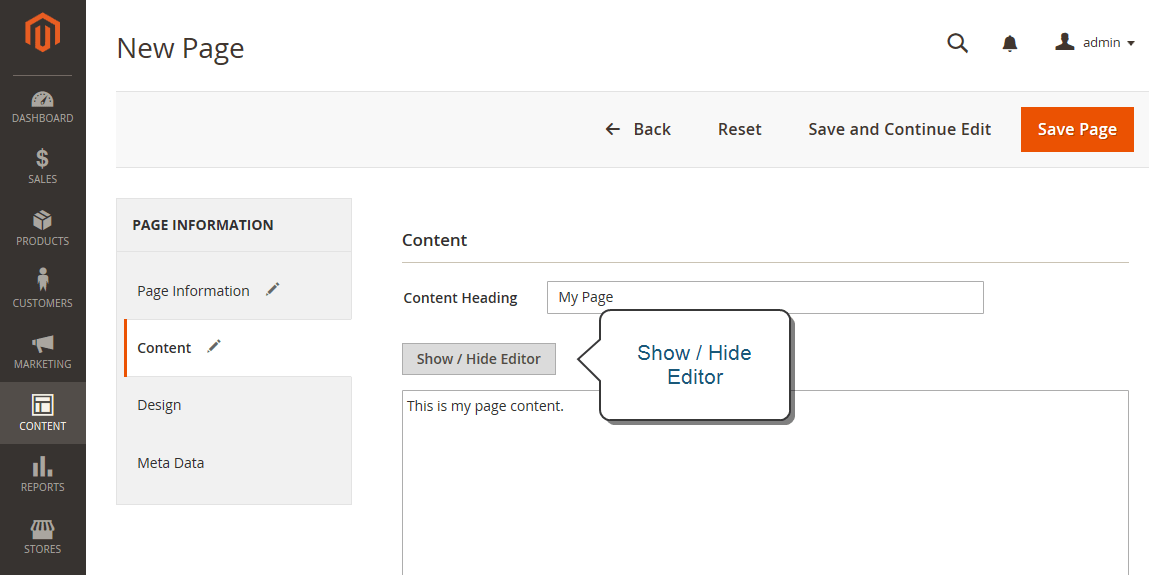 New Page
admin
Back Reset Save and Continue Edit Save Page
DASHBOARD
SALES
PRODUCTS
CUSTOMERS
MARKETING
CONTENT
REPORTS
STORES
PAGE INFORMATION
Page Information
Content
Design
Meta Data
Content
Content Heading My Page
Show / Hide Editor
Show / Hide
Editor
This is my page content.